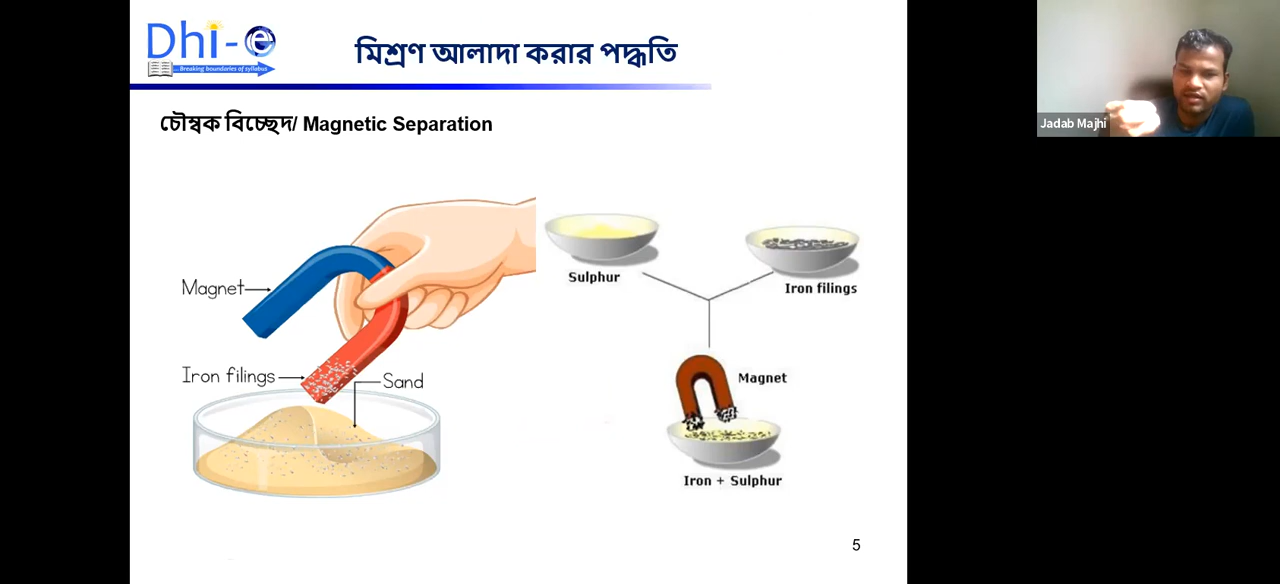 Dhi-e
... Breaking boundaries of syllabus
মিশ্রণ আলাদা করার পদ্ধতি
Jadab Majhi
চৌম্বক বিচ্ছেদ/ Magnetic Separation
Magnet
Iron filings
Sand
Sulphur
Iron filings
Magnet
Iron + Sulphur
5